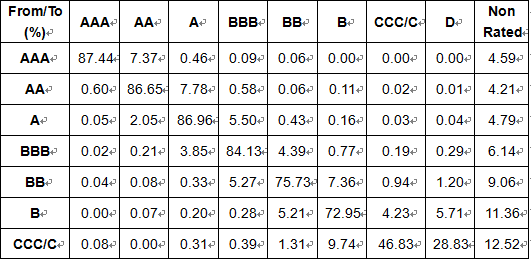 From/To (%) AAA AA A BBB BB B CCC/C D Non Rated
AAA 87.44 7.37 0.46 0.09 0.06 0.00 0.00 0.00 4.59
AA 0.60 86.65 7.78 0.58 0.06 0.11 0.02 0.01 4.21
A 0.05 2.05 86.96 5.50 0.43 0.16 0.03 0.04 4.79
BBB 0.02 0.21 3.85 84.13 4.39 0.77 0.19 0.29 6.14
BB 0.04 0.08 0.33 5.27 75.73 7.36 0.94 1.20 9.06
B 0.00 0.07 0.20 0.28 5.21 72.95 4.23 5.71 11.36
CCC/C 0.08 0.00 0.31 0.39 1.31 9.74 46.83 28.83 12.52